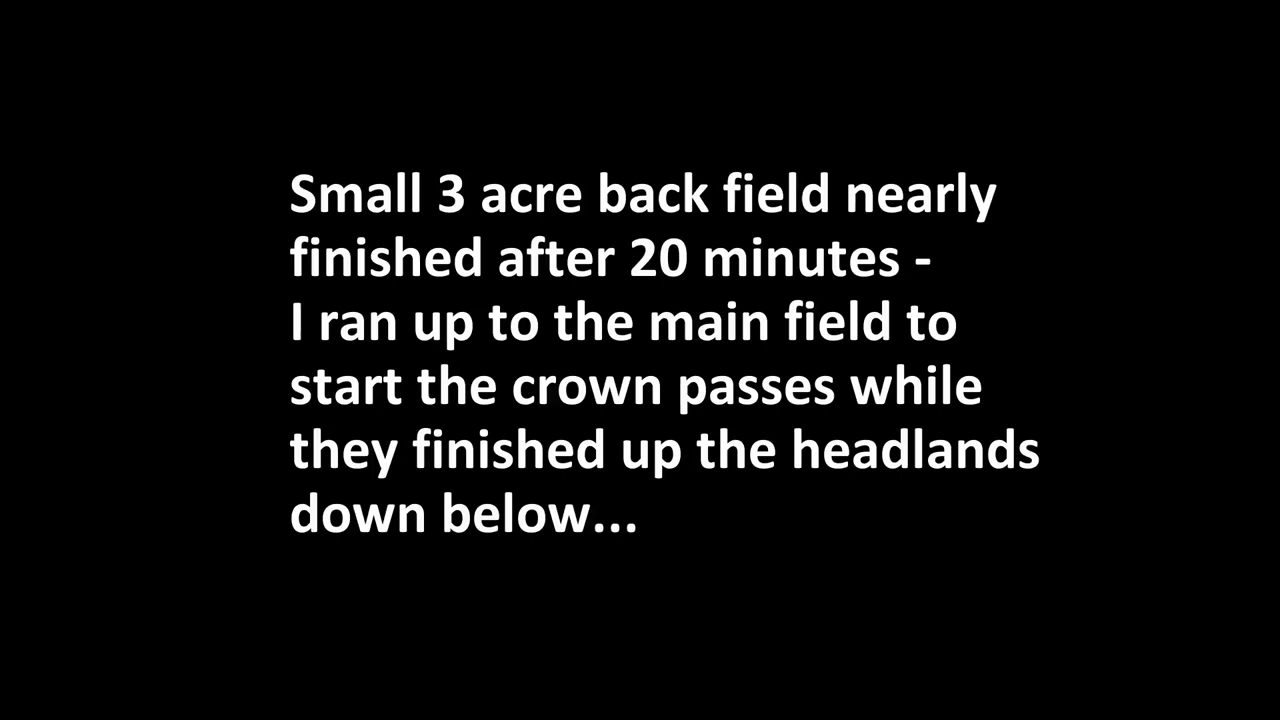 Small 3 acre back field nearly
finished after 20 minutes -
I ran up to the main field to
start the crown passes while
they finished up the headlands
down below...